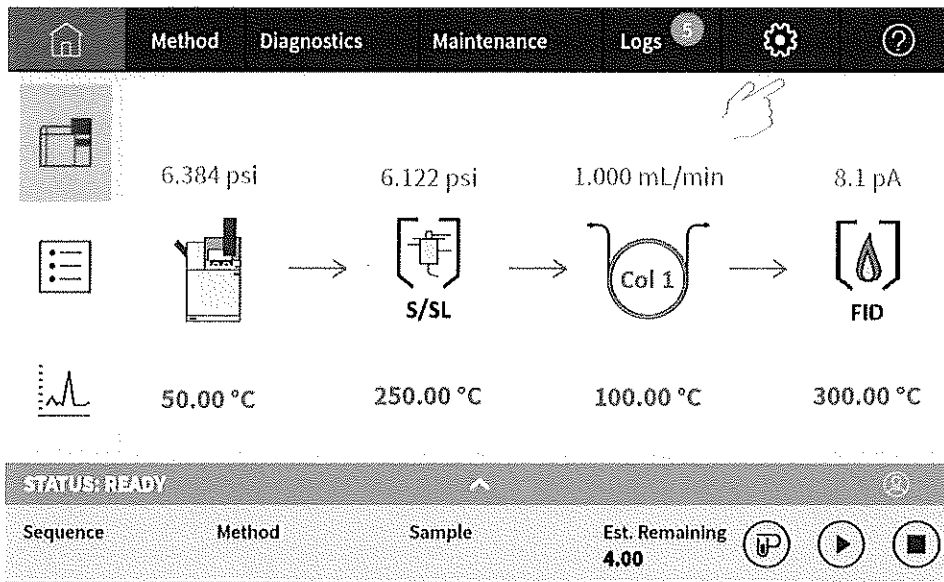 Method Diagnostics Maintenance Logs 5 ?
6.384 psi 6.122 psi 1.000 mL/min 8.1 pA
Col 1
S/SL FID
50.00 °C 250.00 °C 100.00 °C 300.00 °C
STATUS: READY
Sequence Method Sample Est. Remaining
4.00